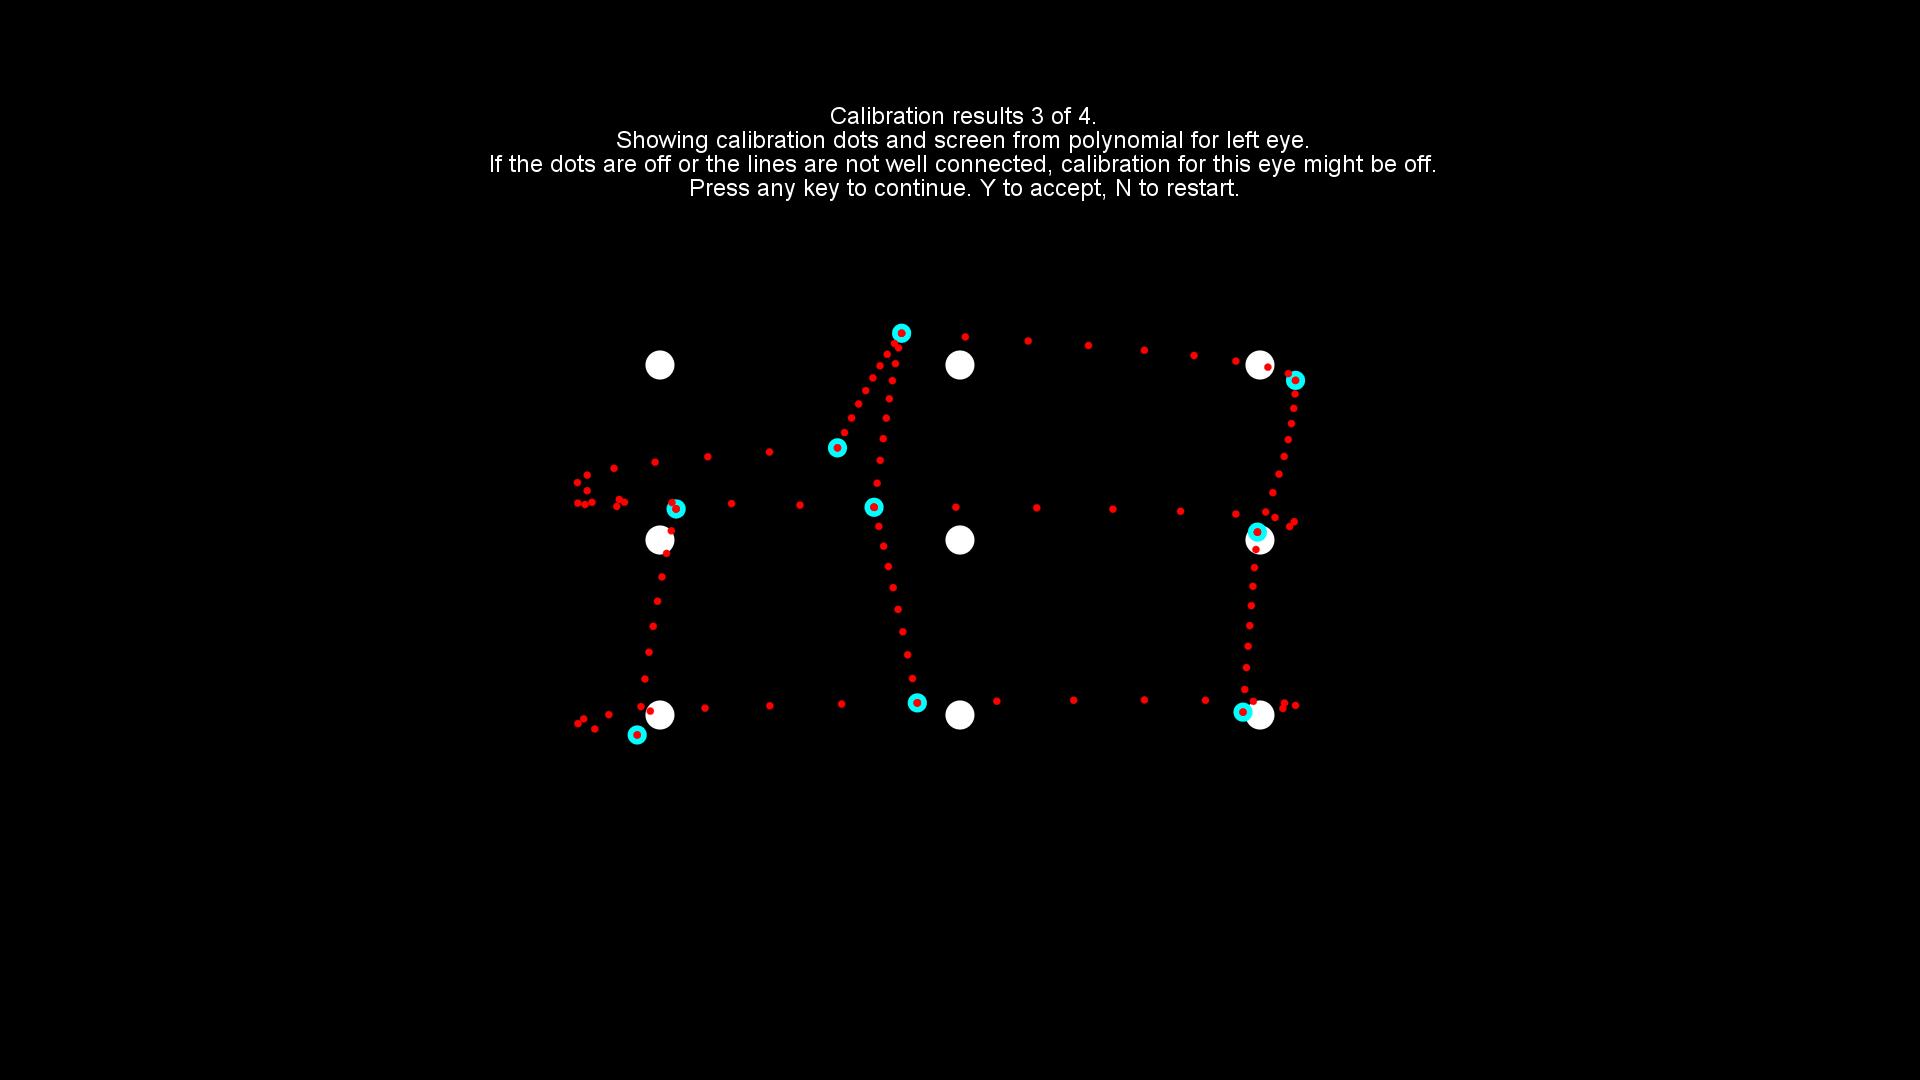 Calibration results 3 of 4.
Showing calibration dots and screen from polynomial for left eye.
If the dots are off or the lines are not well connected, calibration for this eye might be off.
Press any key to continue. Y to accept, N to restart.